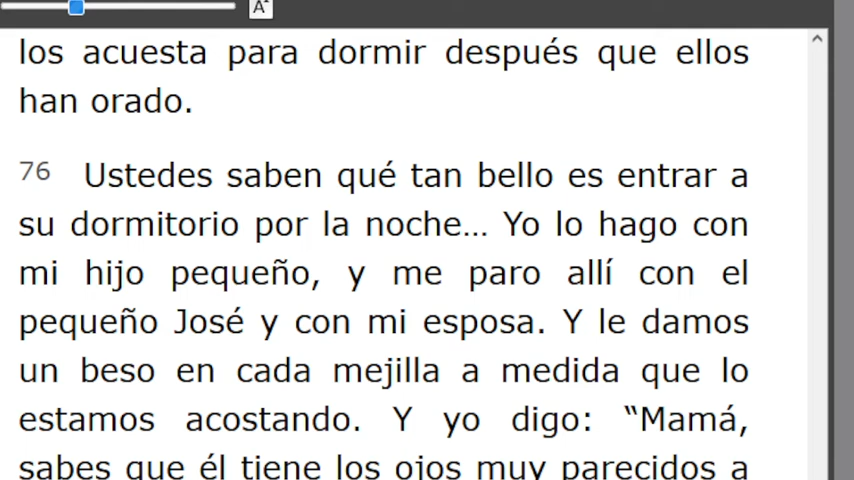 A
los acuesta para dormir después que ellos
han orado.
76 Ustedes saben qué tan bello es entrar a
su dormitorio por la noche… Yo lo hago con
mi hijo pequeño, y me paro allí con el
pequeño José y con mi esposa. Y le damos
un beso en cada mejilla a medida que lo
estamos acostando. Y yo digo: “Mamá,
sabes que él tiene los ojos muy parecidos a